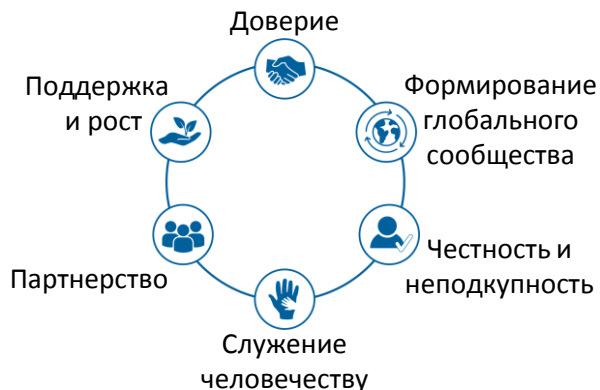 Доверие
Формирование
глобального
сообщества
Честность и
неподкупность
Служение
человечеству
Партнерство
Поддержка
и рост